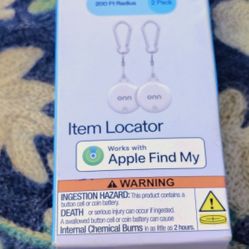 200 Ft Radius
2 Pack
onn
onn
Item Locator
Works with
Apple Find My
WARNING
INGESTION HAZARD: This product contains a
button cell or coin battery.
DEATH or serious injury can occur if ingested.
A swallowed button cell or coin battery can cause
Internal Chemical Burns in as little as 2 hours.